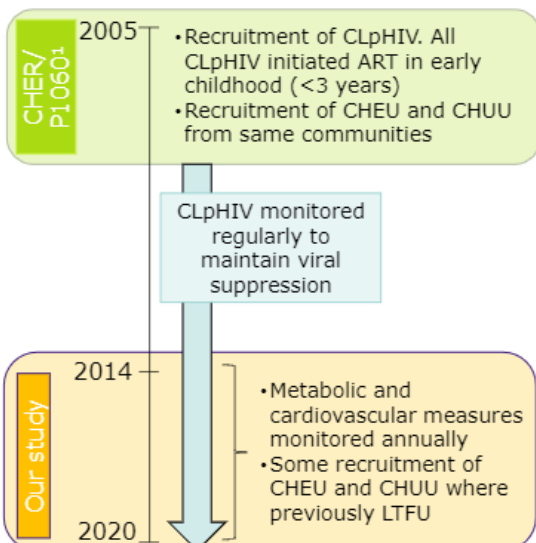 CHER/
P1060¹
2005
•Recruitment of CLpHIV. All
CLpHIV initiated ART in early
childhood (<3 years)
•Recruitment of CHEU and CHUU
from same communities
CLpHIV monitored
regularly to
maintain viral
suppression
Our study
2014
•Metabolic and
cardiovascular measures
monitored annually
•Some recruitment of
CHEU and CHUU where
previously LTFU
2020